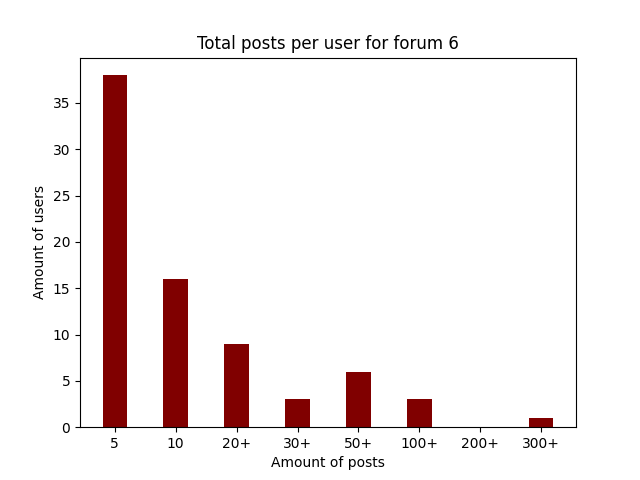 Total posts per user for forum 6
Amount of users
35
30
25
20
15
10
5
0
5 10 20+ 30+ 50+ 100+ 200+ 300+
Amount of posts